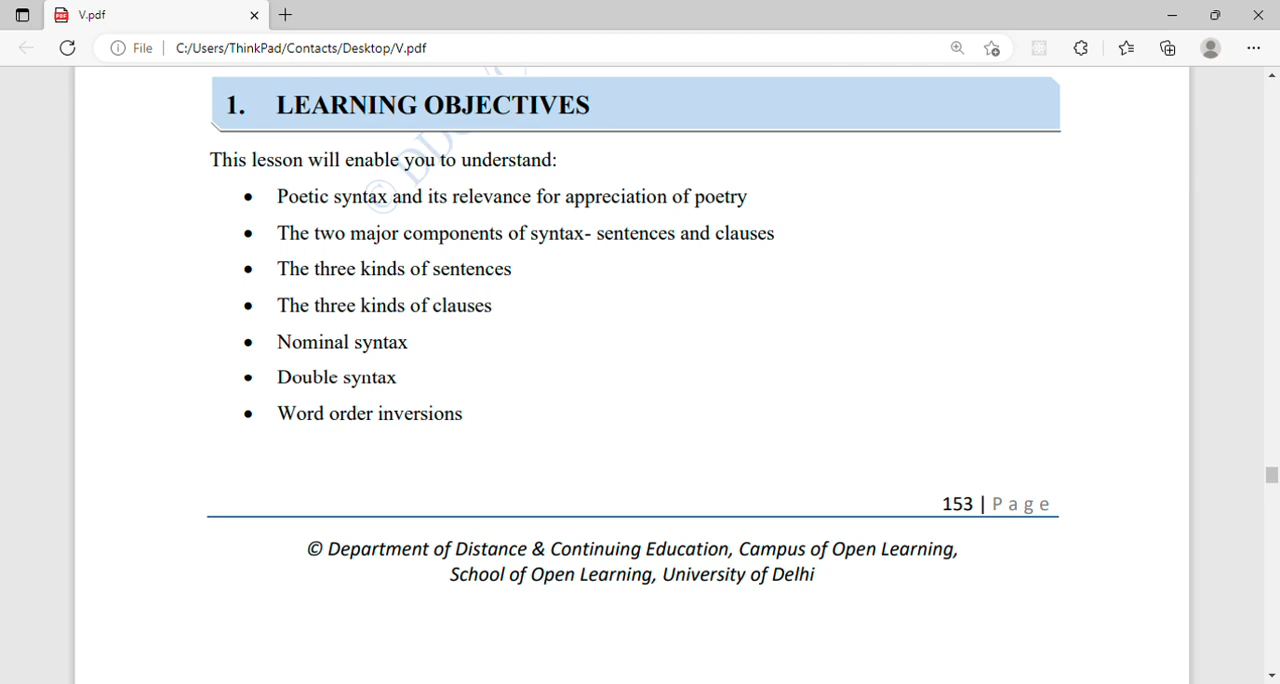 V.pdf
File
C:/Users/ThinkPad/Contacts/Desktop/V.pdf
1. LEARNING OBJECTIVES
This lesson will enable you to understand:
• Poetic syntax and its relevance for appreciation of poetry
• The two major components of syntax- sentences and clauses
• The three kinds of sentences
• The three kinds of clauses
• Nominal syntax
• Double syntax
• Word order inversions
153 | Page
© Department of Distance & Continuing Education, Campus of Open Learning,
School of Open Learning, University of Delhi